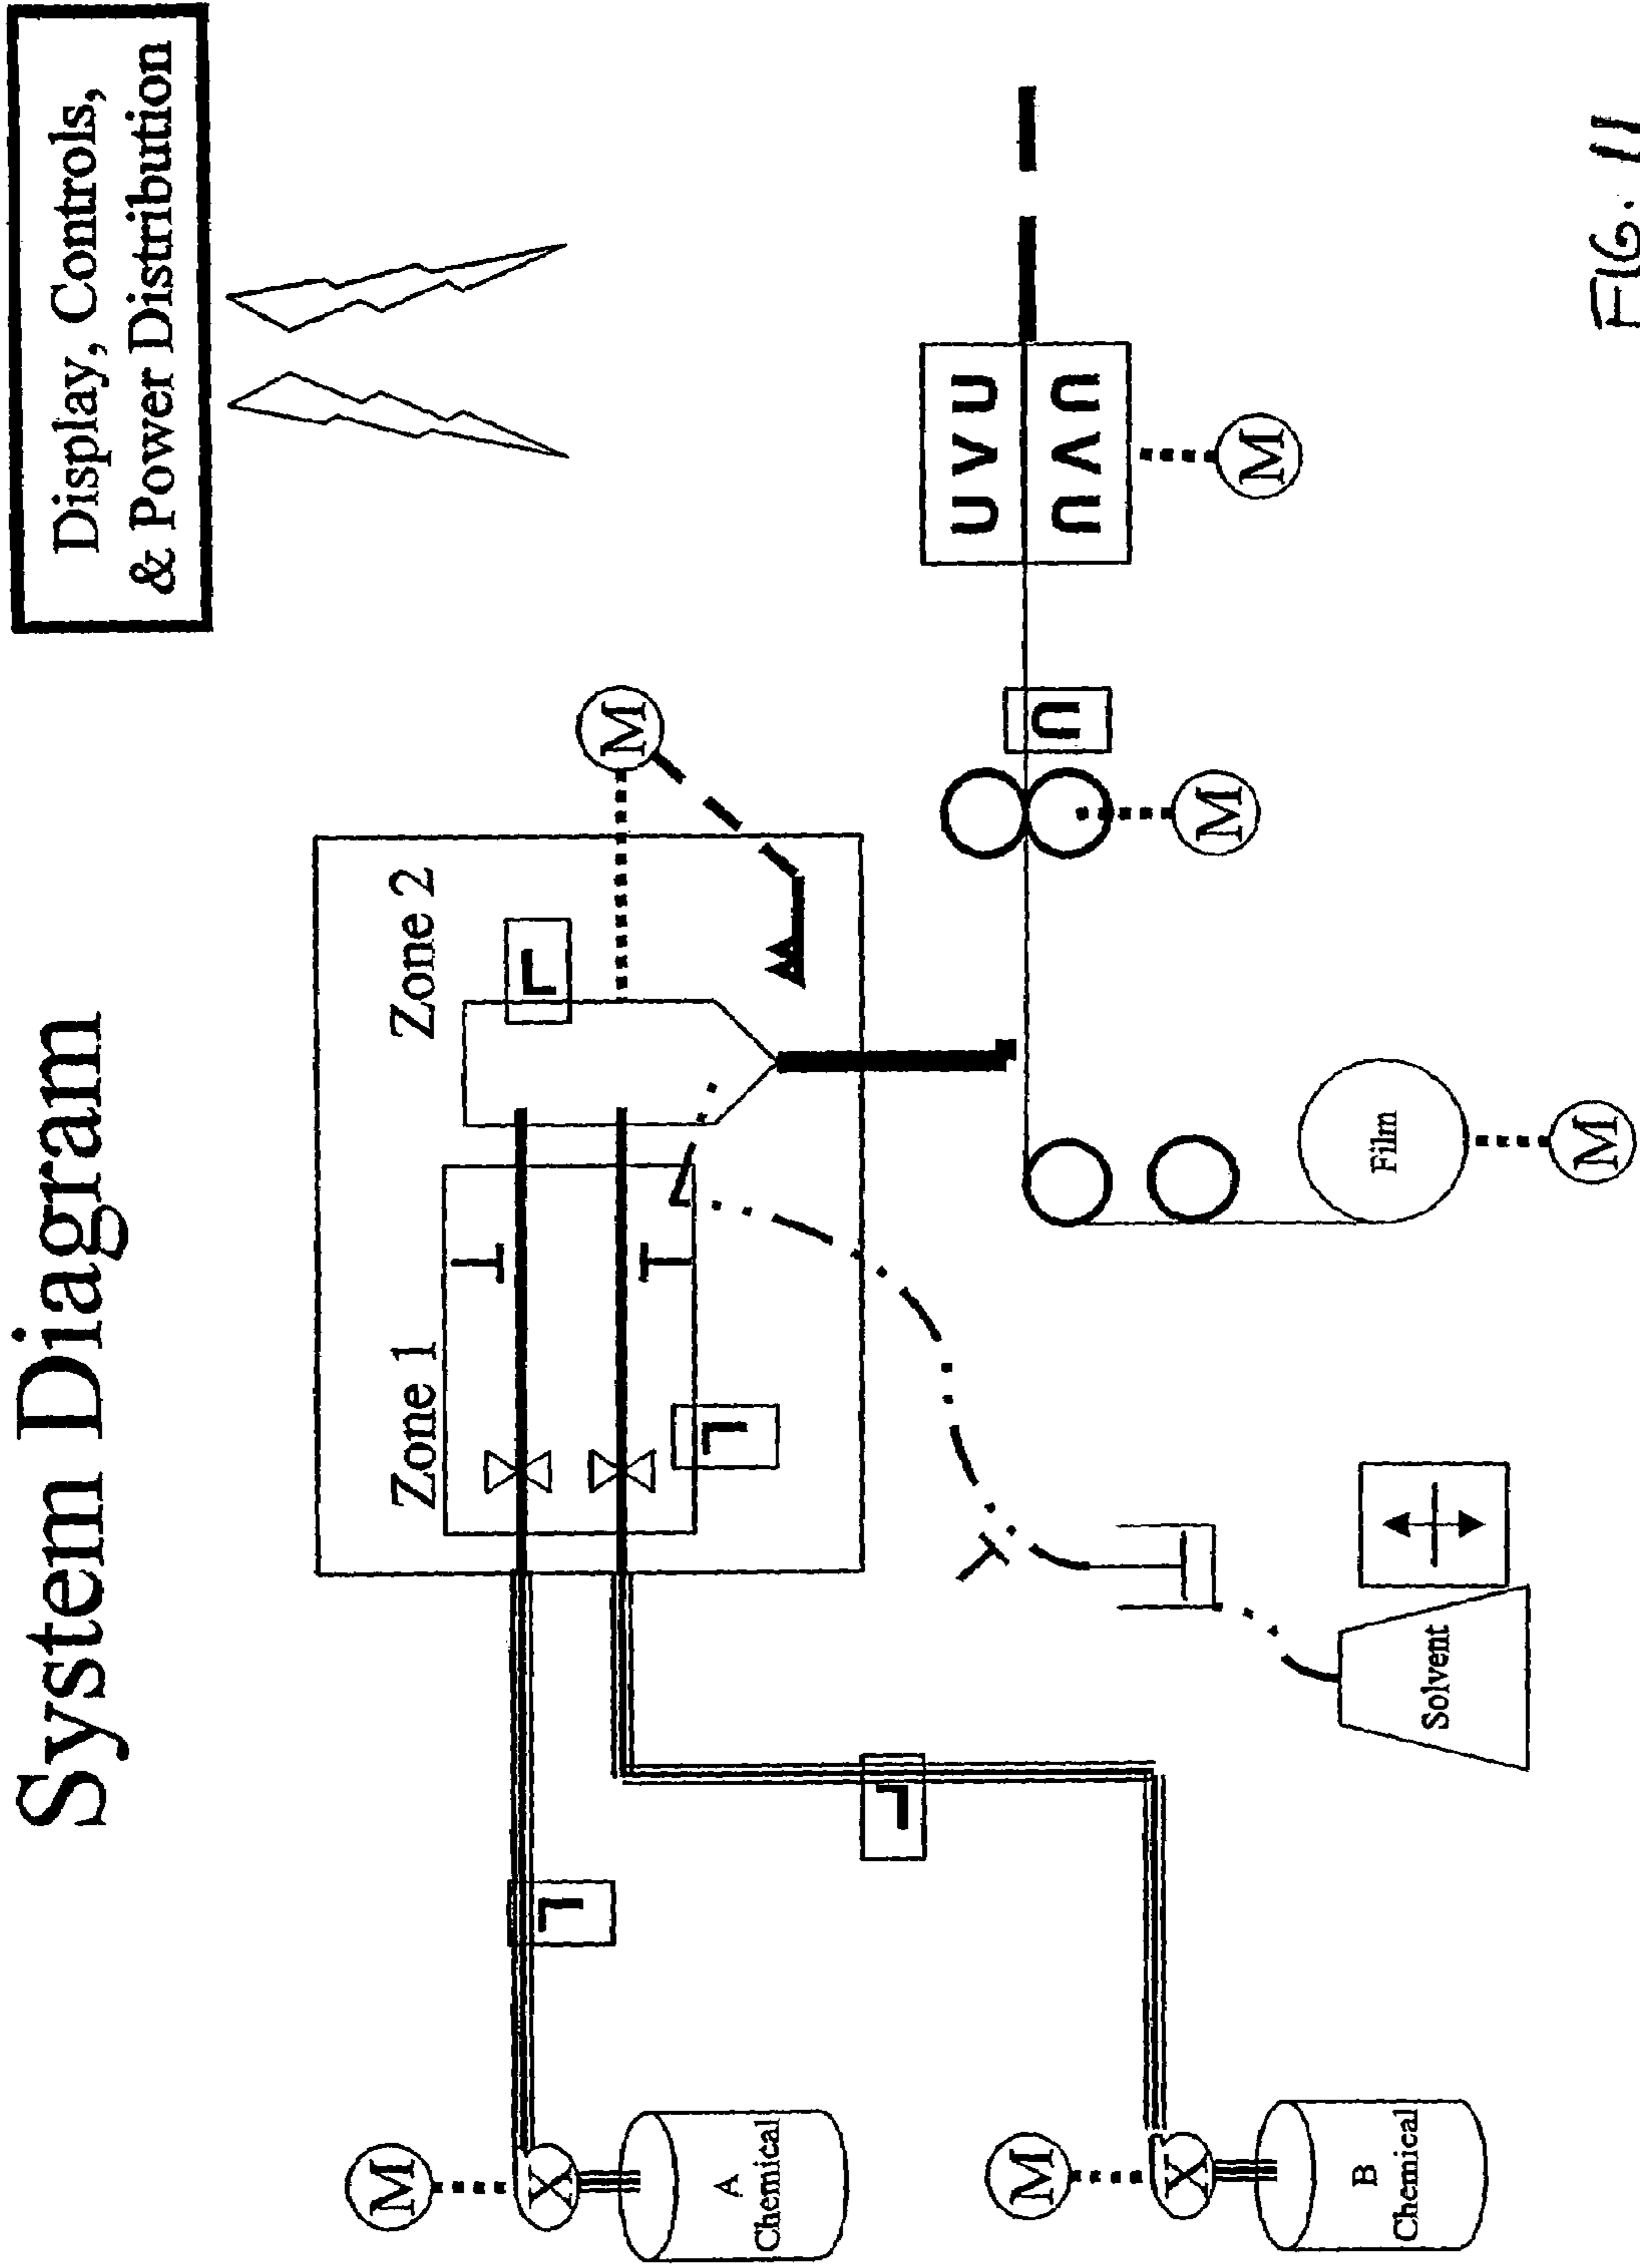 System Diagram
Display, Controls,
& Power Distribution
Zone 1
Zone 2
M
X
M
A
Chemical
U V U
M
X
M
M
B
Chemical
Film
Solvent
M
FIG. 11